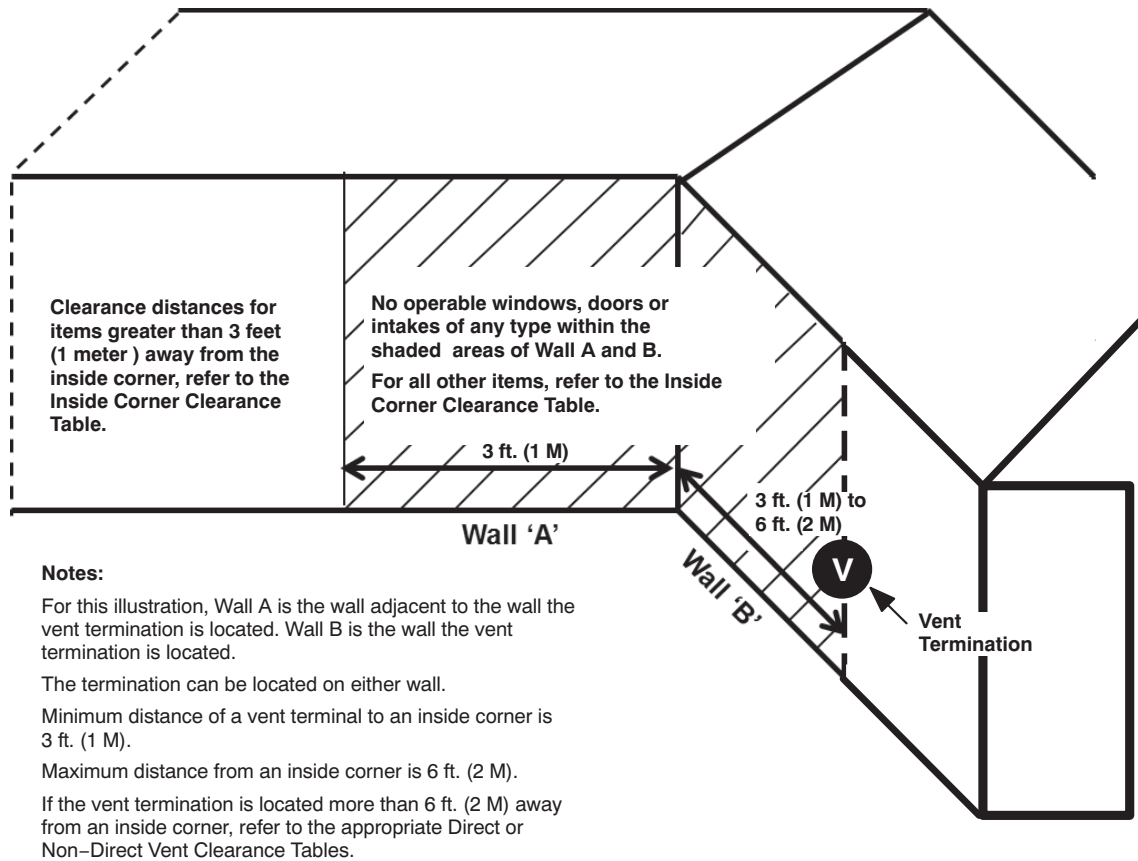 Clearance distances for
items greater than 3 feet
(1 meter ) away from the
inside corner, refer to the
Inside Corner Clearance
Table.
No operable windows, doors or
intakes of any type within the
shaded areas of Wall A and B.
For all other items, refer to the Inside
Corner Clearance Table.
3 ft. (1 M)
3 ft. (1 M) to
6 ft. (2 M)
Wall ‘A’
Wall ‘B’
V
Vent
Termination
Notes:
For this illustration, Wall A is the wall adjacent to the wall the
vent termination is located. Wall B is the wall the vent
termination is located.
The termination can be located on either wall.
Minimum distance of a vent terminal to an inside corner is
3 ft. (1 M).
Maximum distance from an inside corner is 6 ft. (2 M).
If the vent termination is located more than 6 ft. (2 M) away
from an inside corner, refer to the appropriate Direct or
Non−Direct Vent Clearance Tables.